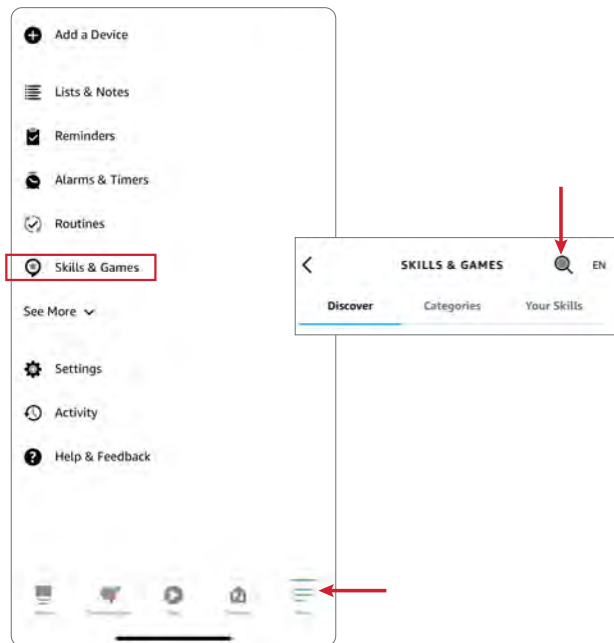 Add a Device
Lists & Notes
Reminders
Alarms & Timers
Routines
Skills & Games
See More
Settings
Activity
Help & Feedback
SKILLS & GAMES
EN
Discover Categories Your Skills